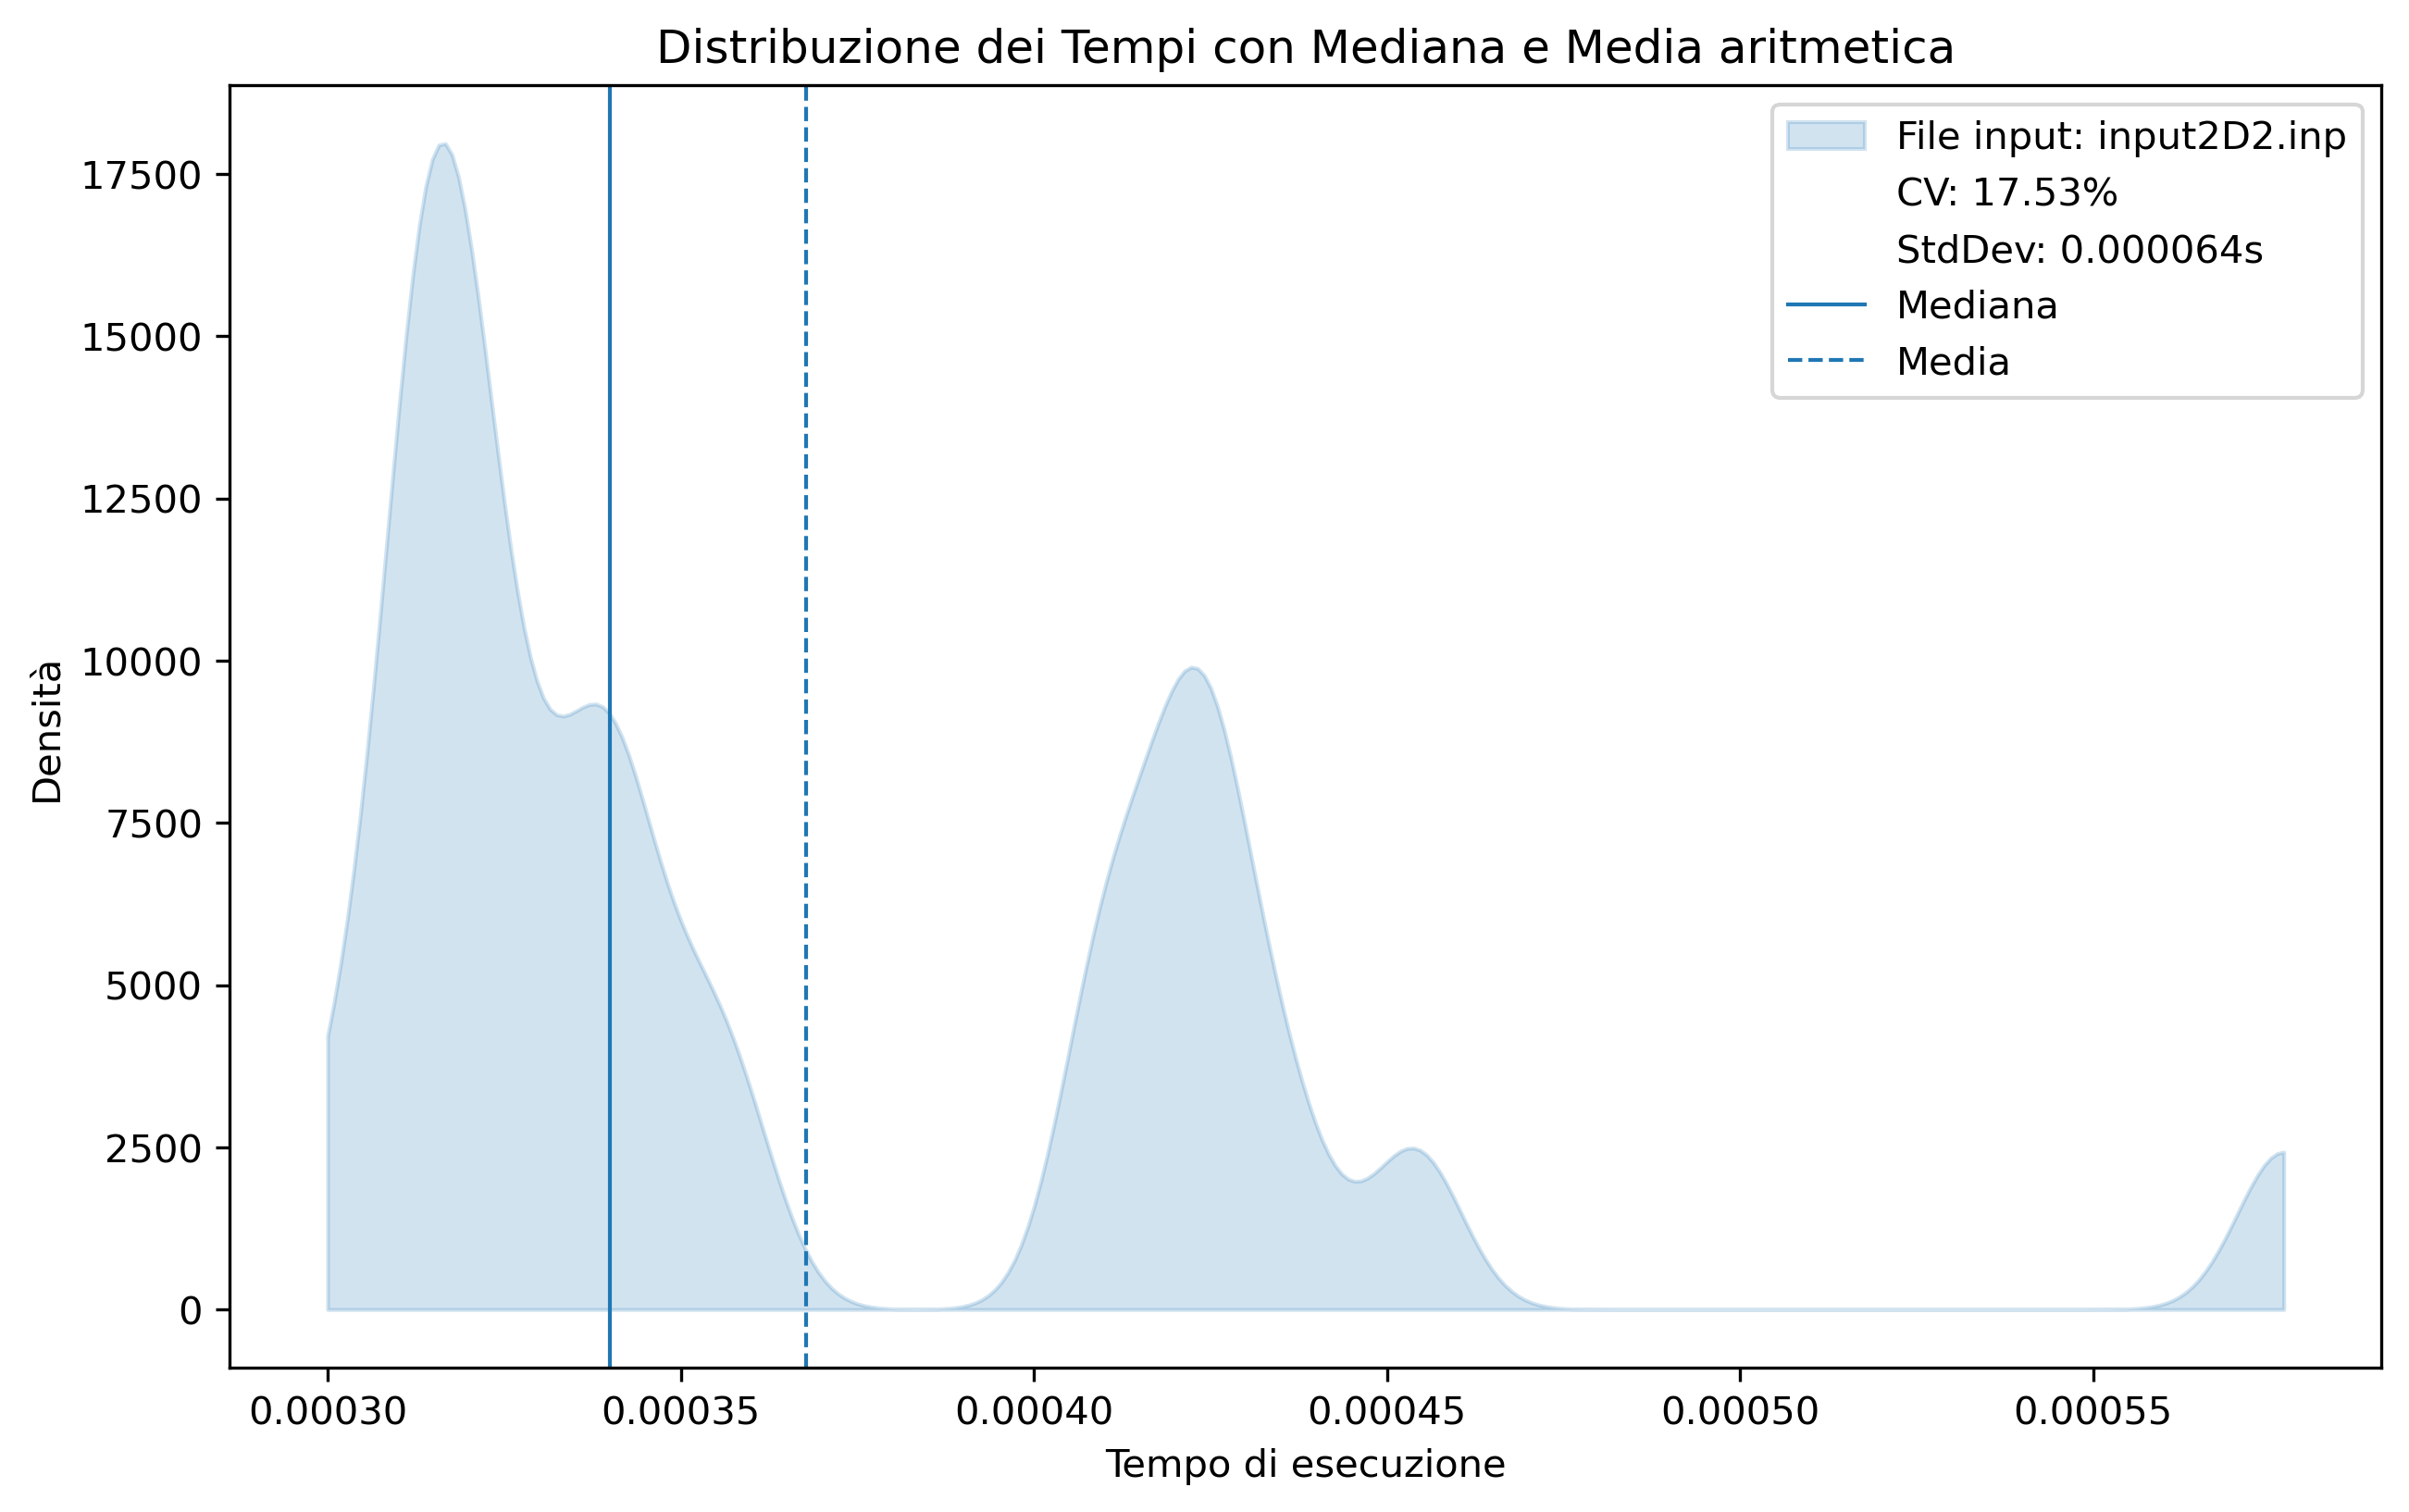 Distribuzione dei Tempi con Mediana e Media aritmetica
File input: input2D2.inp
CV: 17.53%
StdDev: 0.000064s
Mediana
Media
Densità
17500
15000
12500
10000
7500
5000
2500
0
0.00030 0.00035 0.00040 0.00045 0.00050 0.00055
Tempo di esecuzione